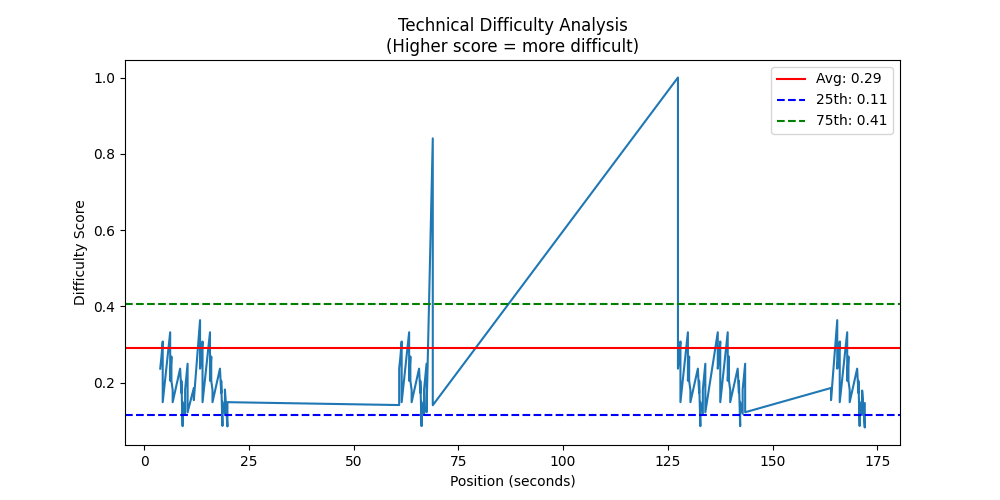 Technical Difficulty Analysis
(Higher score = more difficult)
Avg: 0.29
25th: 0.11
75th: 0.41
Difficulty Score
1.0
0.8
0.6
0.4
0.2
0 25 50 75 100 125 150 175
Position (seconds)